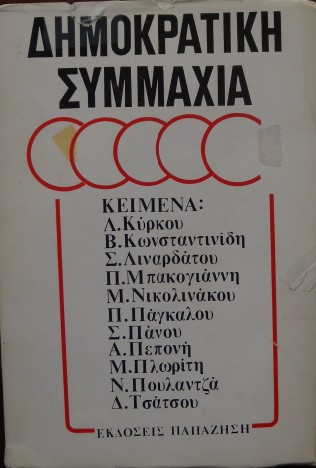 ΔΗΜΟΚΡΑΤΙΚΗ
ΣΥΜΜΑΧΙΑ
ΚΕΙΜΕΝΑ:
Λ.Κύρκου
Β.Κωνσταντινίδη
Σ.Λιναρδάτου
Π.Μπακογιάννη
Μ.Νικολινάκου
Π.Πάγκαλου
Σ.Πάνου
Α.Πεπονή
Μ.Πλωρίτη
Ν.Πουλαντζά
Δ.Τσάτσου
ΕΚΔΟΣΕΙΣ ΠΑΠΑΖΗΣΗ